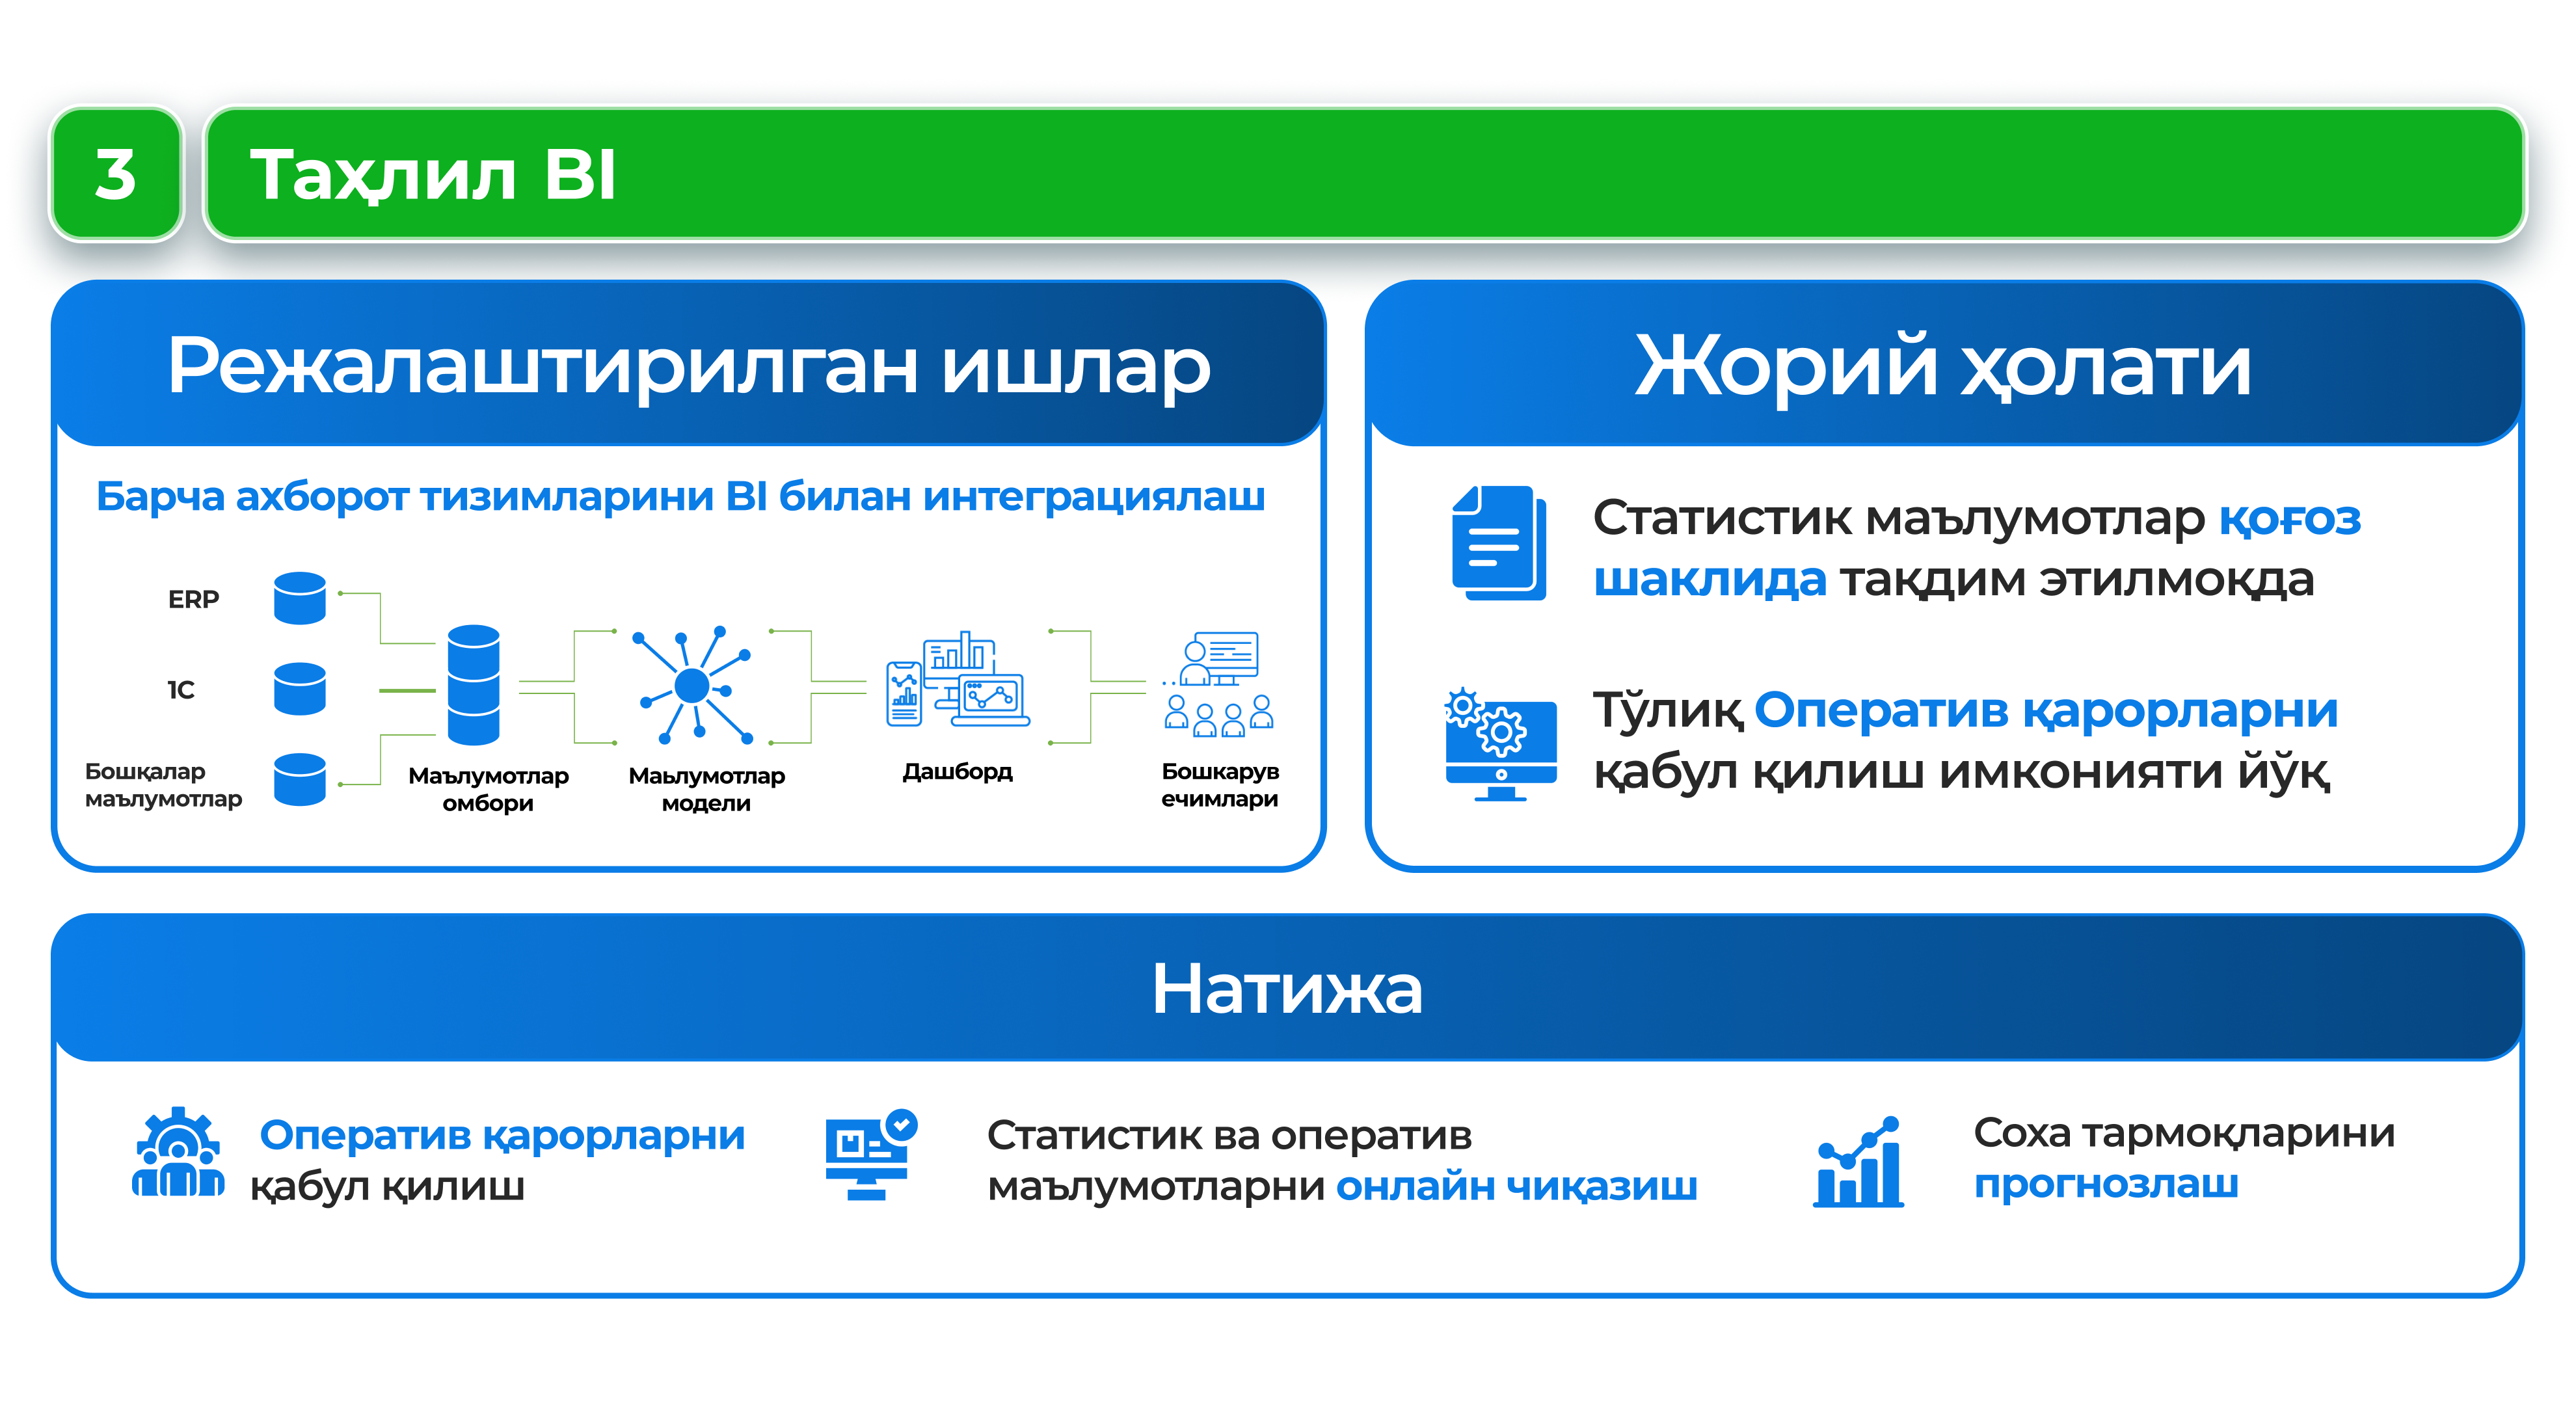 3
Таҳлил BI
Режалаштирилган ишлар
Барча ахборот тизимларини BI билан интеграциялаш
ERP
1C
Бошқалар
маълумотлар
Маълумотлар
омбори
Маьлумотлар
модели
Дашборд
Бошкарув
ечимлари
Жорий ҳолати
Статистик маълумотлар қоғоз
шаклида тақдим этилмоқда
Тўлиқ Оператив қарорларни
қабул қилиш имконияти йўқ
Натижа
Оператив қарорларни
қабул қилиш
Статистик ва оператив
маълумотларни онлайн чиқазиш
Соха тармоқларини
прогнозлаш